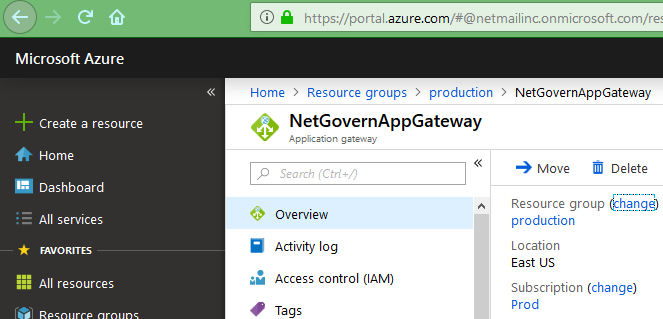 https://portal.azure.com/#@netmailinc.onmicrosoft.com/res
Microsoft Azure
«
Home > Resource groups > production > NetGovernAppGateway
NetGovernAppGateway
Application gateway
Create a resource
Home
Dashboard
All services
FAVORITES
All resources
Resource groups
Search (Ctrl+/)
«
Overview
Activity log
Access control (IAM)
Tags
Move
Delete
Resource group (change)
production
Location
East US
Subscription (change)
Prod